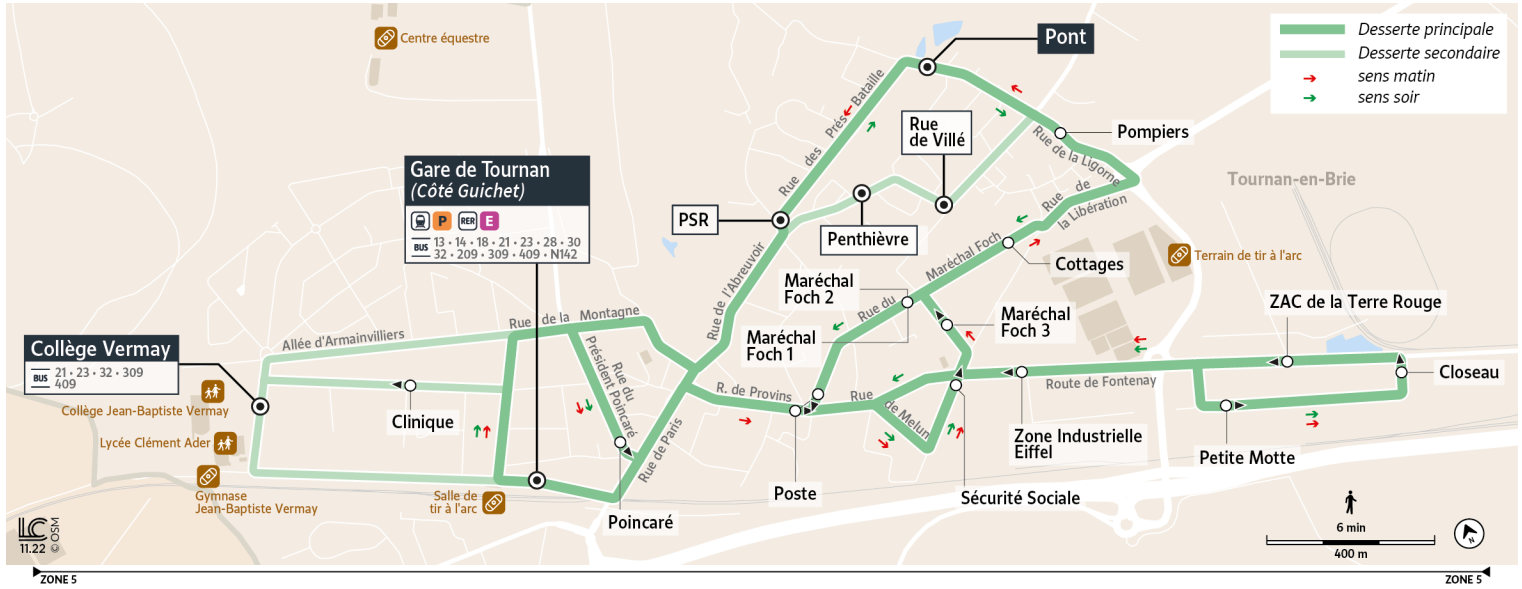 Centre équestre
Pont
Desserte principale
Desserte secondaire
sens matin
sens soir
Rue des Prés Bataille
Rue
de Villé
Pompiers
Rue de la Ligorne
Gare de Tournan
(Côté Guichet)
P RER E
BUS 13 • 14 • 18 • 21 • 23 • 28 • 30
32 • 209 • 309 • 409 • N142
Tournan-en-Brie
PSR
Penthièvre
Rue de
la Libération
Terrain de tir à l'arc
Cottages
Maréchal
Foch 2
Rue du Maréchal Foch
Rue de l'Abreuvoir
ZAC de la Terre Rouge
Maréchal
Foch 3
Maréchal
Foch 1
Rue de la Montagne
Allée d'Armainvilliers
Collège Vermay
BUS 21 • 23 • 32 • 309
409
Rue du
Président Poincaré
Closeau
Route de Fontenay
R. de Provins
Rue de Melun
Collège Jean-Baptiste Vermay
Clinique
Lycée Clément Ader
Rue de Paris
Zone Industrielle
Eiffel
Petite Motte
Gymnase
Jean-Baptiste Vermay
Salle de
tir à l'arc
Poste
Sécurité Sociale
Poincaré
LC
11.22
© OSM
6 min
400 m
N
ZONE 5
ZONE 5